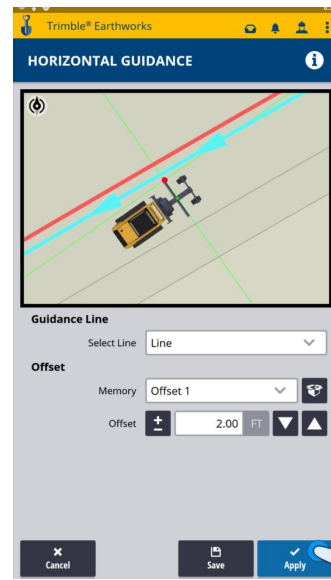 Trimble® Earthworks
HORIZONTAL GUIDANCE
i
Guidance Line
Select Line Line
Offset
Memory Offset 1
Offset ± 2.00 FT
Cancel Save Apply